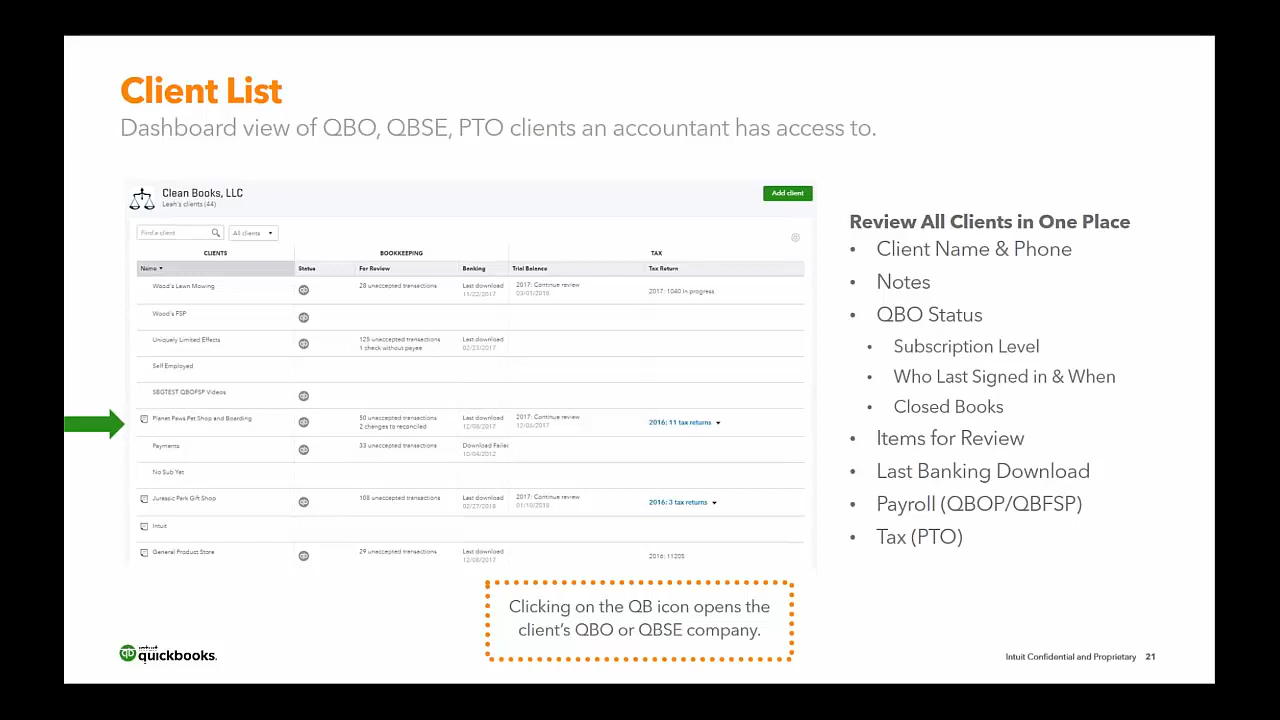 Client List
Dashboard view of QBO, QBSE, PTO clients an accountant has access to.
Clean Books, LLC
Leah's clients (44)
Add client
Find a client
All clients
CLIENTS BOOKKEEPING TAX
Name Status For Review Banking Trial Balance Tax Return
Wood's Lawn Mowing 28 unaccepted transactions Last download 2017: Continue review 2017: 1040 In progress
11/22/2017 03/01/2018
Wood's FSP
Uniquely Limited Effects 125 unaccepted transactions Last download
1 check without payee 02/23/2017
Self Employed
SBGTEST QBOFSP Videos
Planet Paws Pet Shop and Boarding 50 unaccepted transactions Last download 2017: Continue review 2016: 11 tax returns
2 changes to reconciled 12/08/2017 12/06/2017
Payments 33 unaccepted transactions Download Failed
10/04/2012
No Sub Yet
Jurassic Park Gift Shop 108 unaccepted transactions Last download 2017: Continue review 2016: 3 tax returns
02/27/2018 01/10/2018
Intuit
General Product Store 29 unaccepted transactions Last download 2016: 1120S
12/08/2017
Review All Clients in One Place
• Client Name & Phone
• Notes
• QBO Status
• Subscription Level
• Who Last Signed in & When
• Closed Books
• Items for Review
• Last Banking Download
• Payroll (QBOP/QBFSP)
• Tax (PTO)
Clicking on the QB icon opens the
client's QBO or QBSE company.
intuit
quickbooks.
Intuit Confidential and Proprietary 21